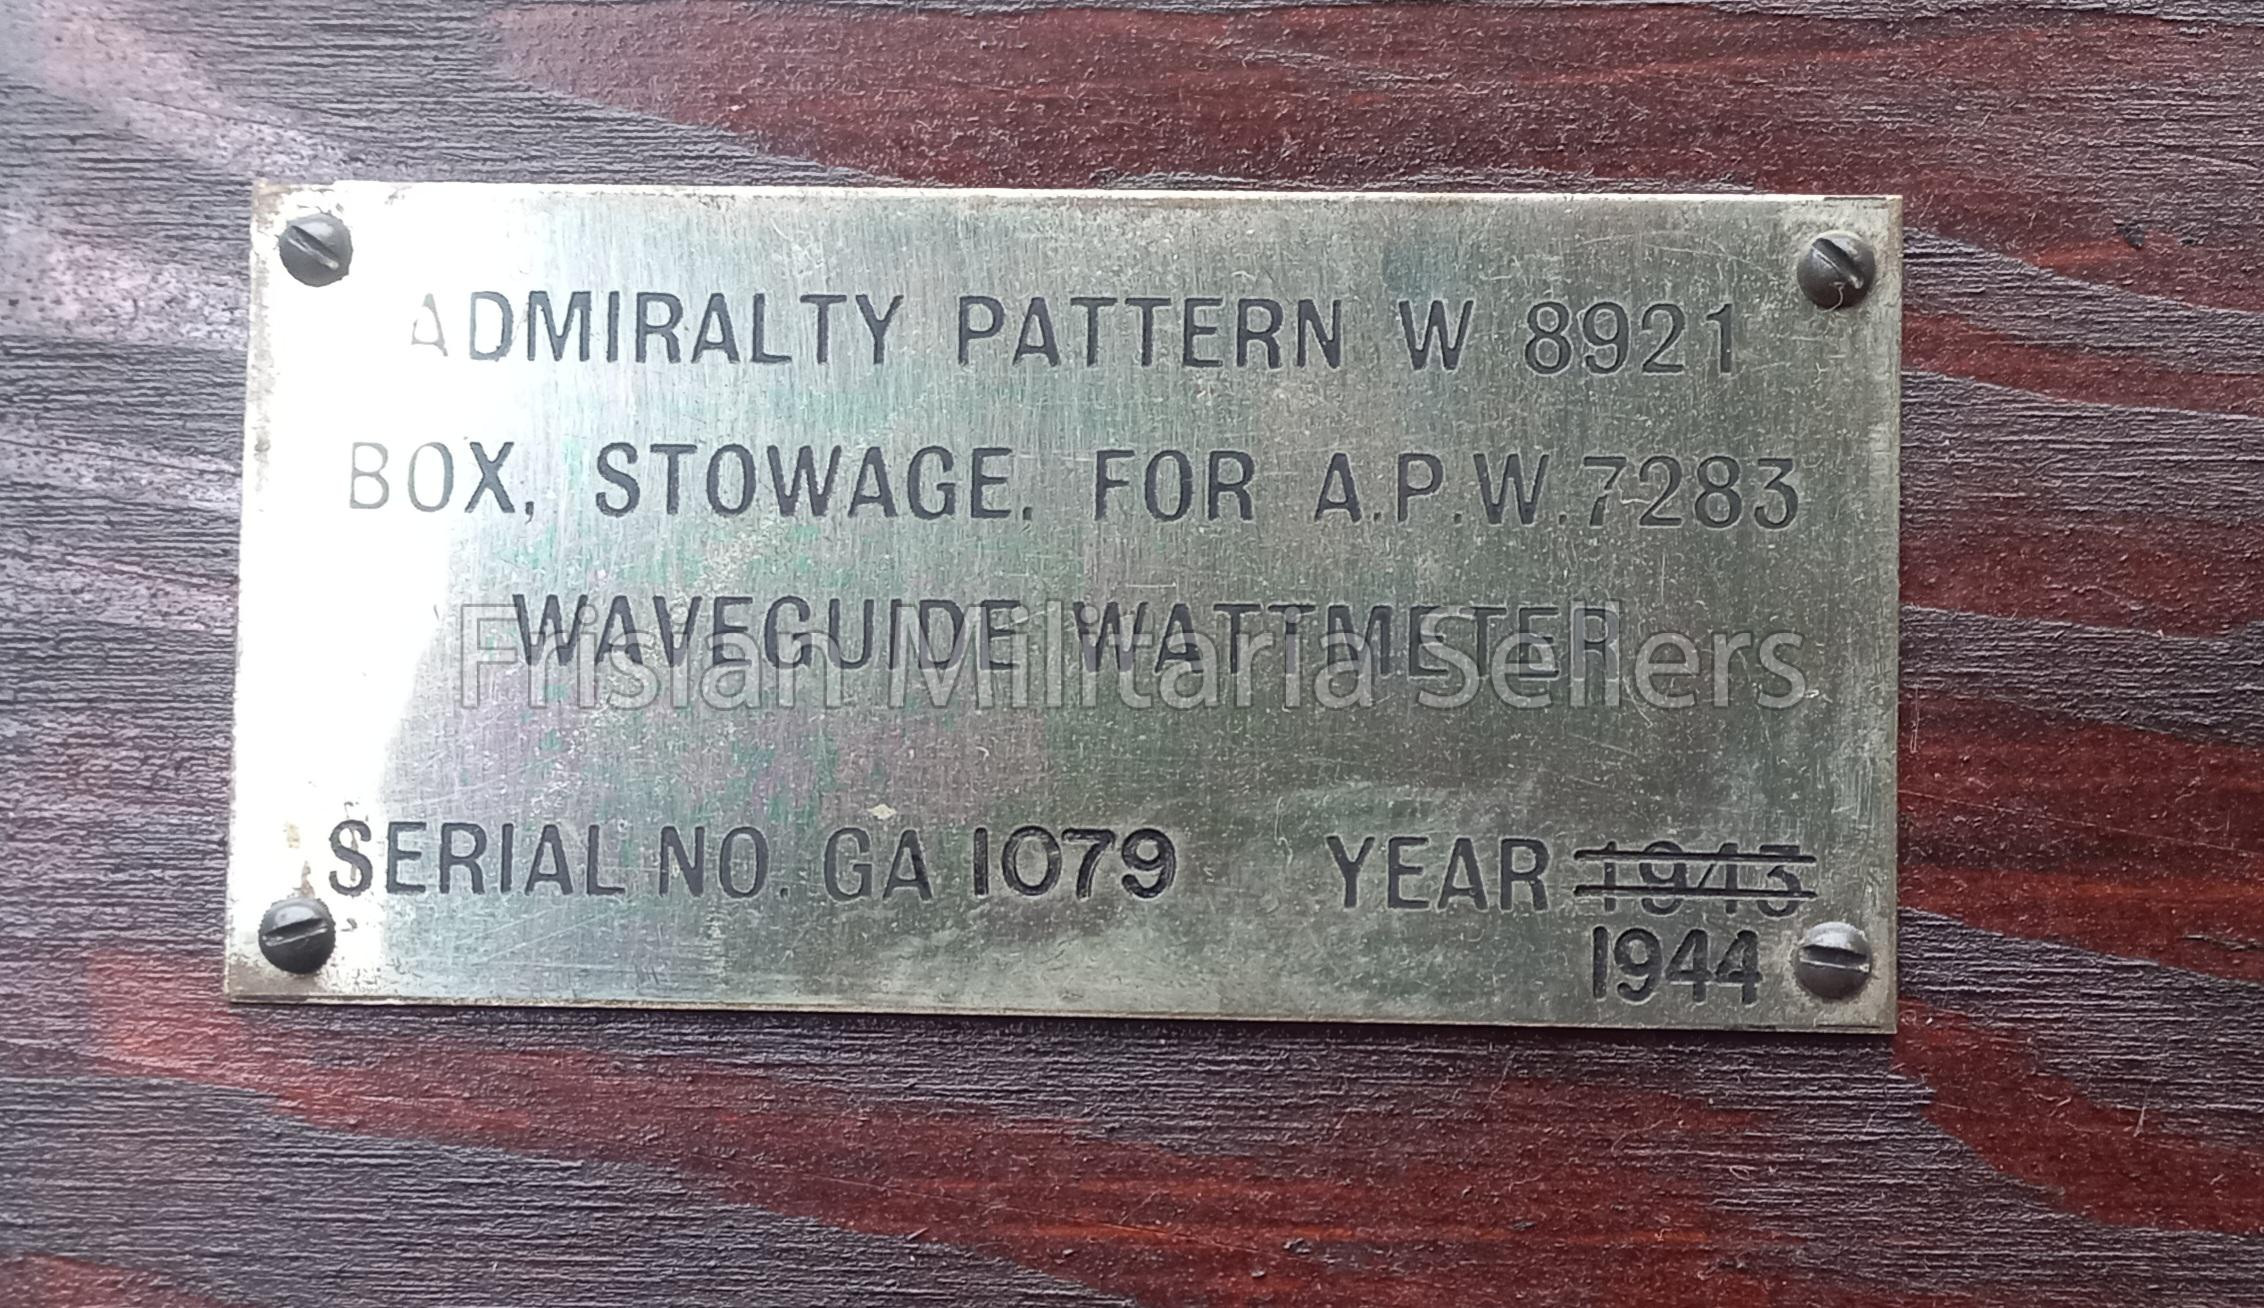 ADMIRALTY PATTERN W 8921
BOX, STOWAGE. FOR A.P.W.7283
WAVEGUIDE WATTMETER
Frisian Militaria Sellers
SERIAL NO. GA 1079 YEAR 1943
1944